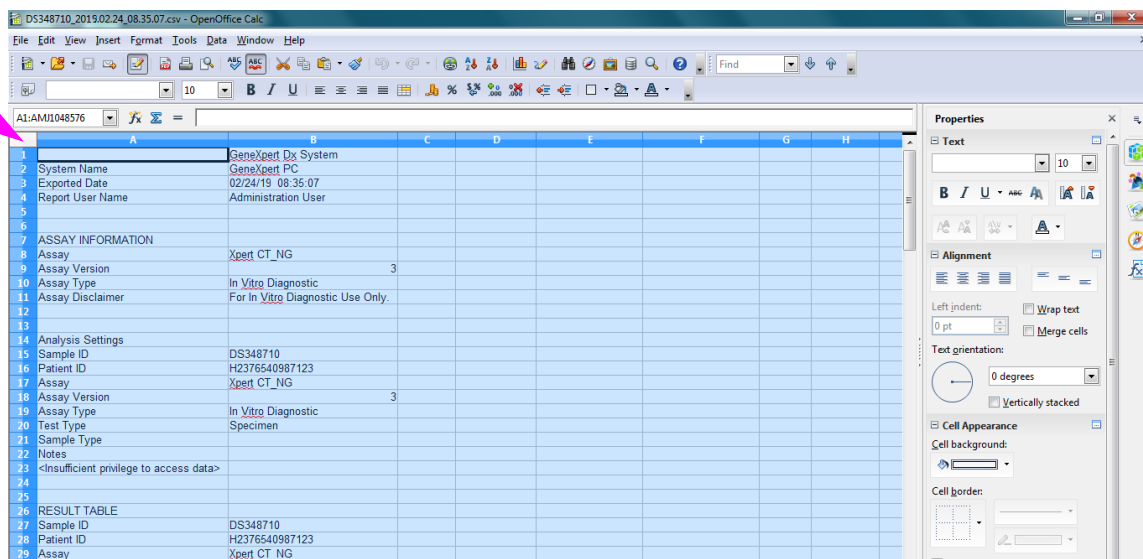 DS348710_2019.02.24_08.35.07.csv - OpenOffice Calc
File Edit View Insert Format Tools Data Window Help
Find
10 B I U
A1:AMJ1048576
A B C D E F G H
1 GeneXpert Dx System
2 System Name GeneXpert PC
3 Exported Date 02/24/19 08:35:07
4 Report User Name Administration User
5
6
7 ASSAY INFORMATION
8 Assay Xpert CT_NG
9 Assay Version 3
10 Assay Type In Vitro Diagnostic
11 Assay Disclaimer For In Vitro Diagnostic Use Only.
12
13
14 Analysis Settings
15 Sample ID DS348710
16 Patient ID H2376540987123
17 Assay Xpert CT_NG
18 Assay Version 3
19 Assay Type In Vitro Diagnostic
20 Test Type Specimen
21 Sample Type
22 Notes
23 <Insufficient privilege to access data>
24
25
26 RESULT TABLE
27 Sample ID DS348710
28 Patient ID H2376540987123
29 Assay Xpert CT_NG
Properties
Text
10
B I U ABC
Alignment
Left indent:
Wrap text
0 pt
Merge cells
Text orientation:
0 degrees
Vertically stacked
Cell Appearance
Cell background:
Cell border: